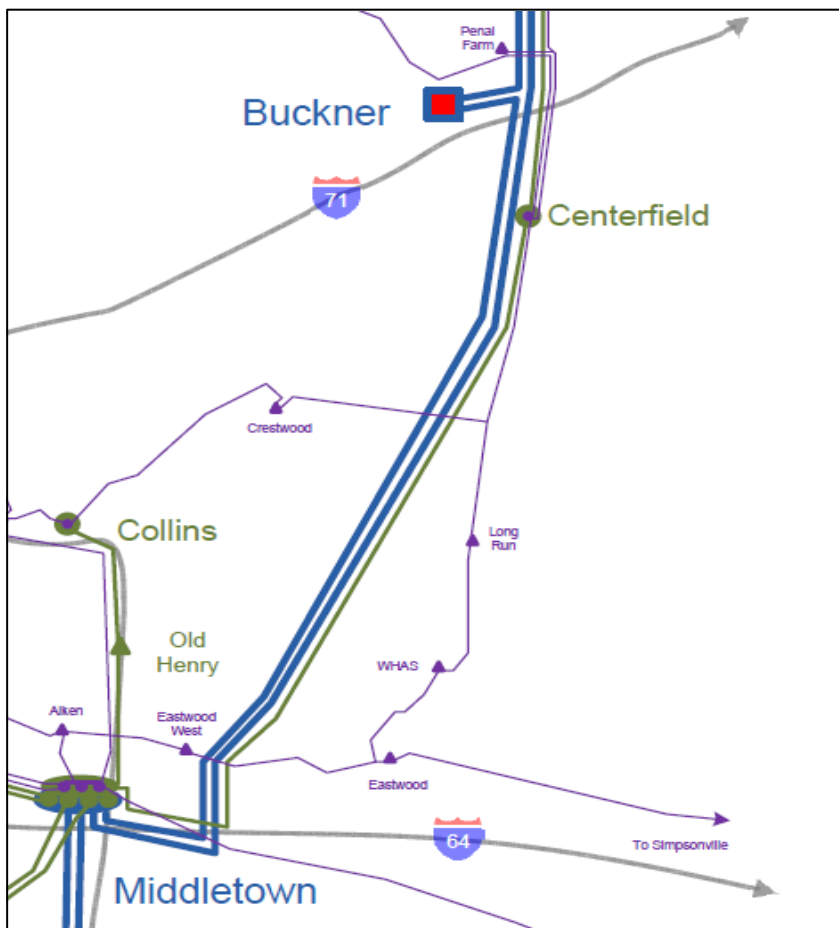 Penal
Farm
Buckner
71
Centerfield
Crestwood
Collins
Long
Run
Old
Henry
WHAS
Aiken
Eastwood
West
Eastwood
64
To Simpsonville
Middletown